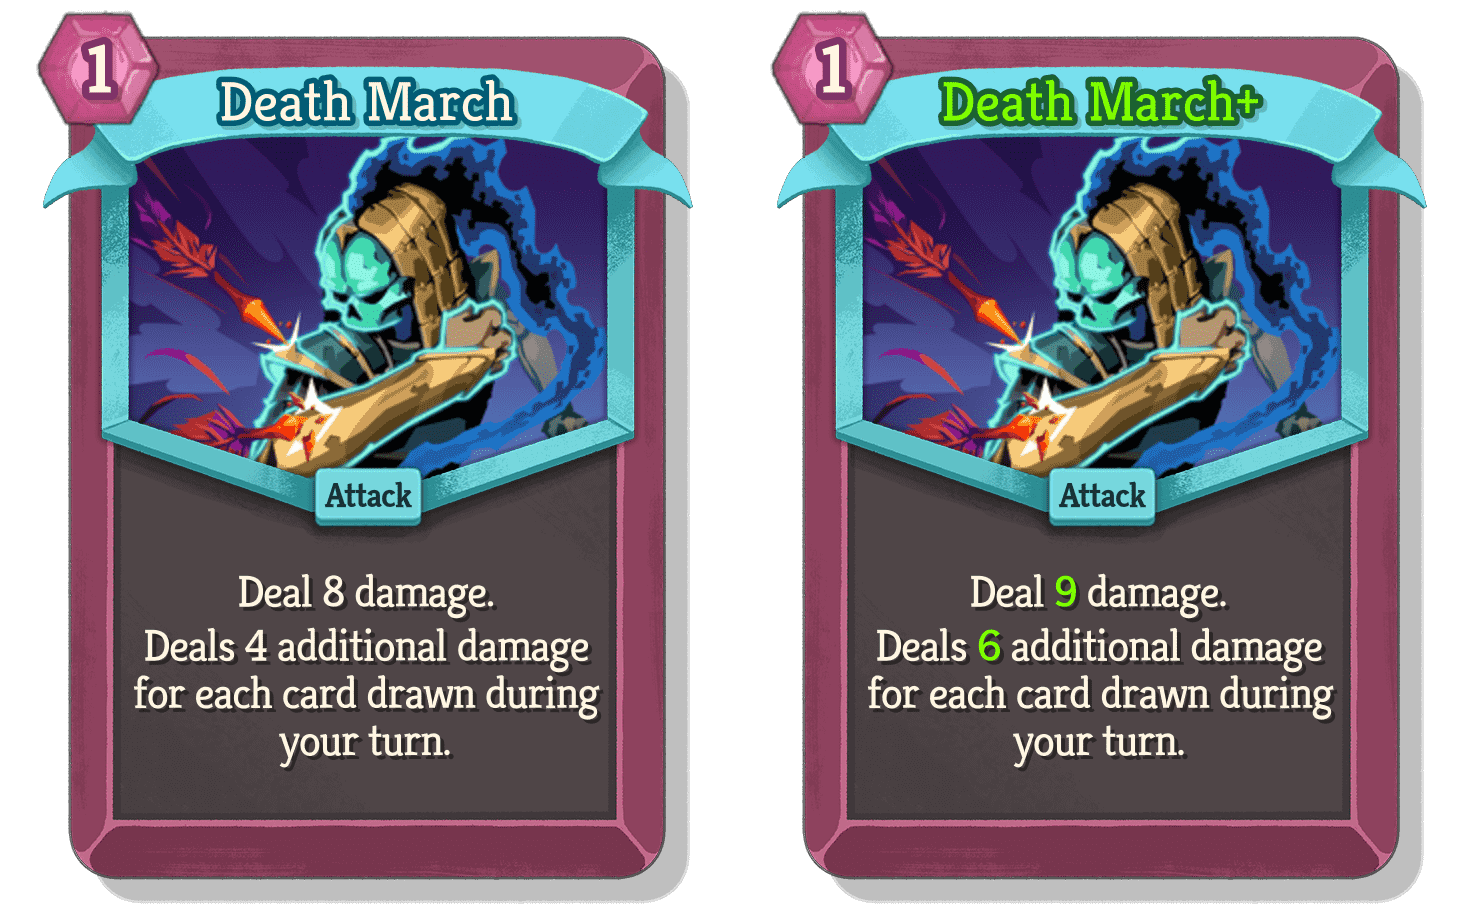 1
Death March
Attack
Deal 8 damage.
Deals 4 additional damage
for each card drawn during
your turn.
1
Death March+
Attack
Deal 9 damage.
Deals 6 additional damage
for each card drawn during
your turn.